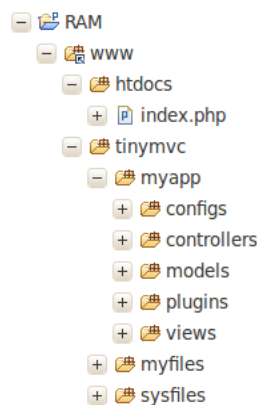 RAM
www
htdocs
index.php
tinymvc
myapp
configs
controllers
models
plugins
views
myfiles
sysfiles